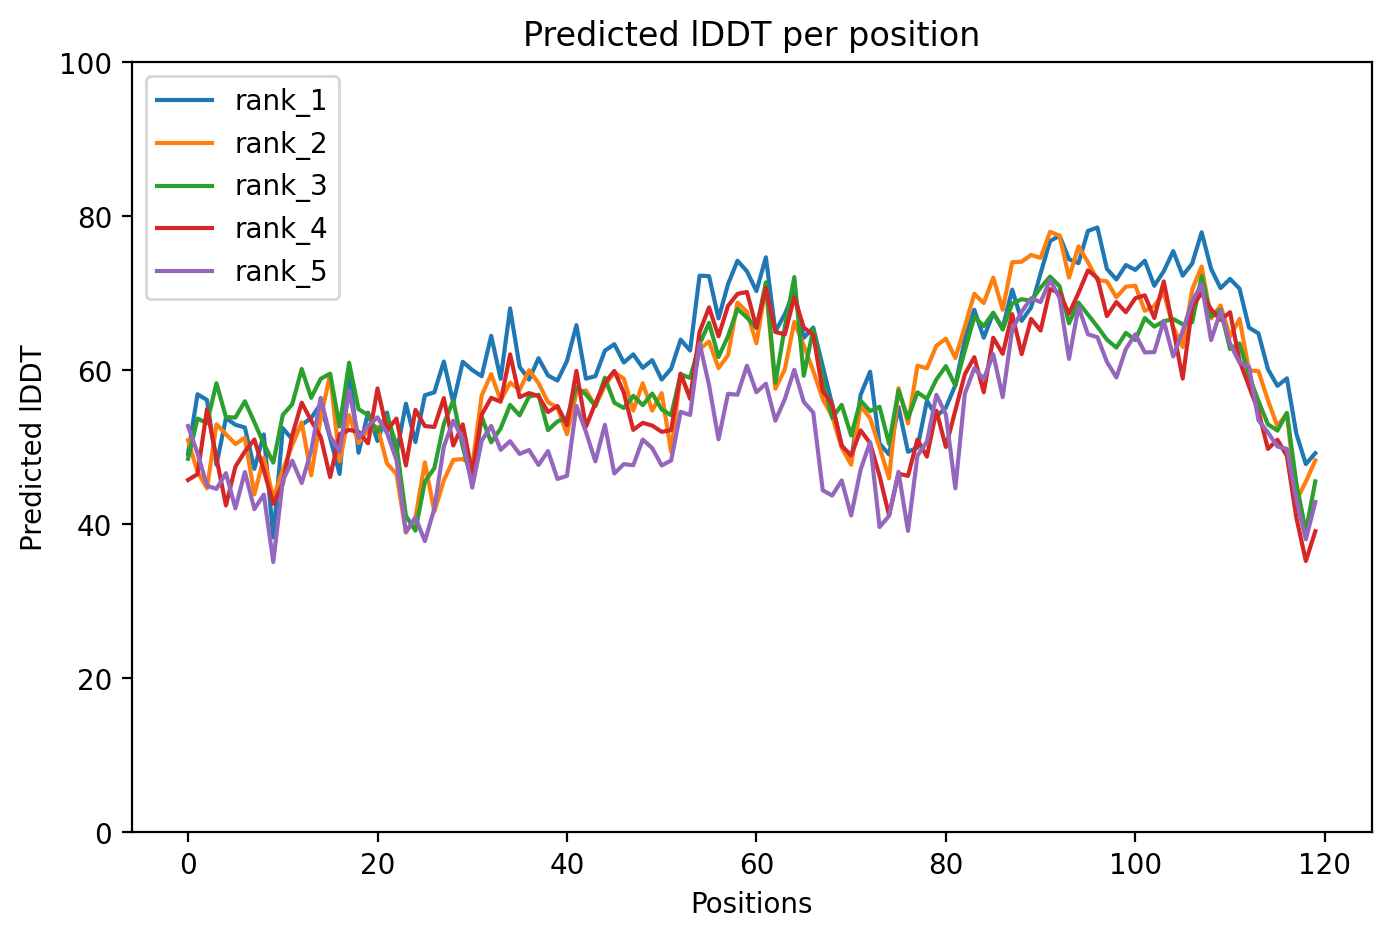 Predicted lDDT per position
100
80
60
40
20
0
Predicted lDDT
rank_1
rank_2
rank_3
rank_4
rank_5
0 20 40 60 80 100 120
Positions